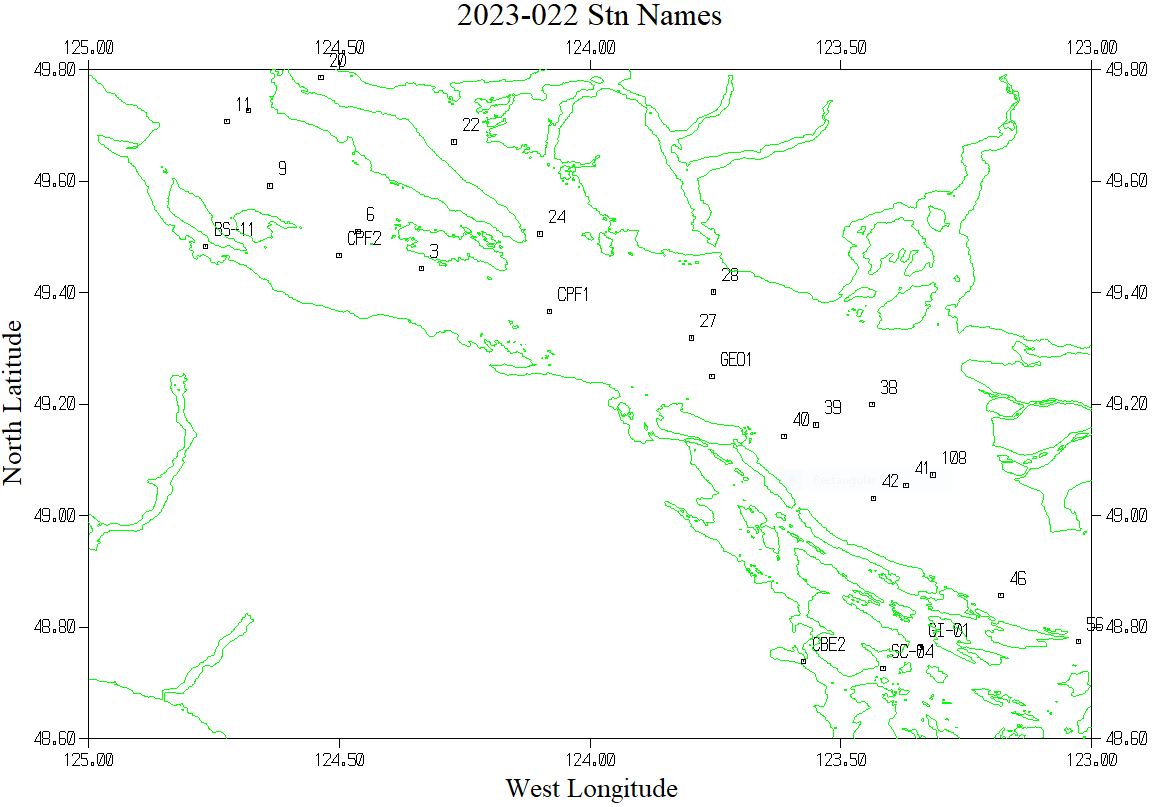 2023-022 Stn Names
125.00 124.50 124.00 123.50 123.00
20
49.80 49.80
11
22
9
49.60 49.60
6 24
BS-11
CPF2
3
28
49.40 CPF1 49.40
27
GEO1
38
49.20 39 49.20
40
108
41
42
49.00 49.00
46
48.80 GI-01 56 48.80
CBE2 SC-04
48.60 48.60
125.00 124.50 124.00 123.50 123.00
West Longitude
North Latitude